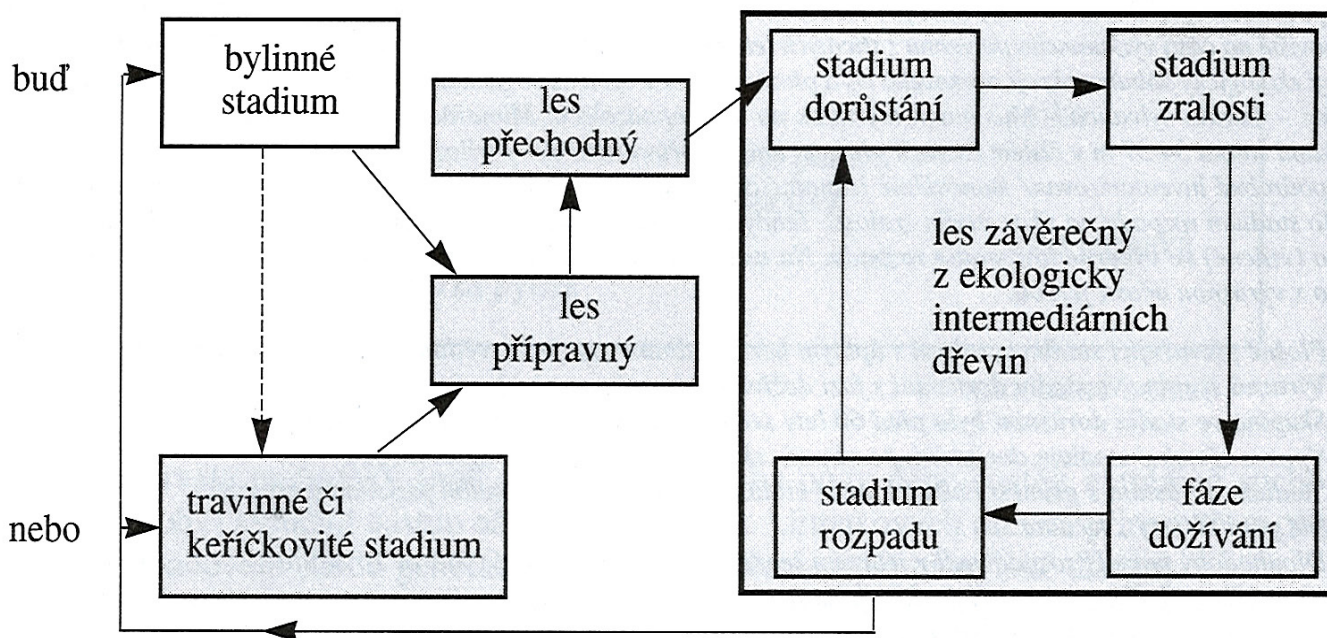 buď
bylinné
stadium
les
přechodný
stadium
dorůstání
stadium
zralosti
les
přípravný
les závěrečný
z ekologicky
intermediárních
dřevin
nebo
travinné či
keříčkovité stadium
stadium
rozpadu
fáze
dožívání